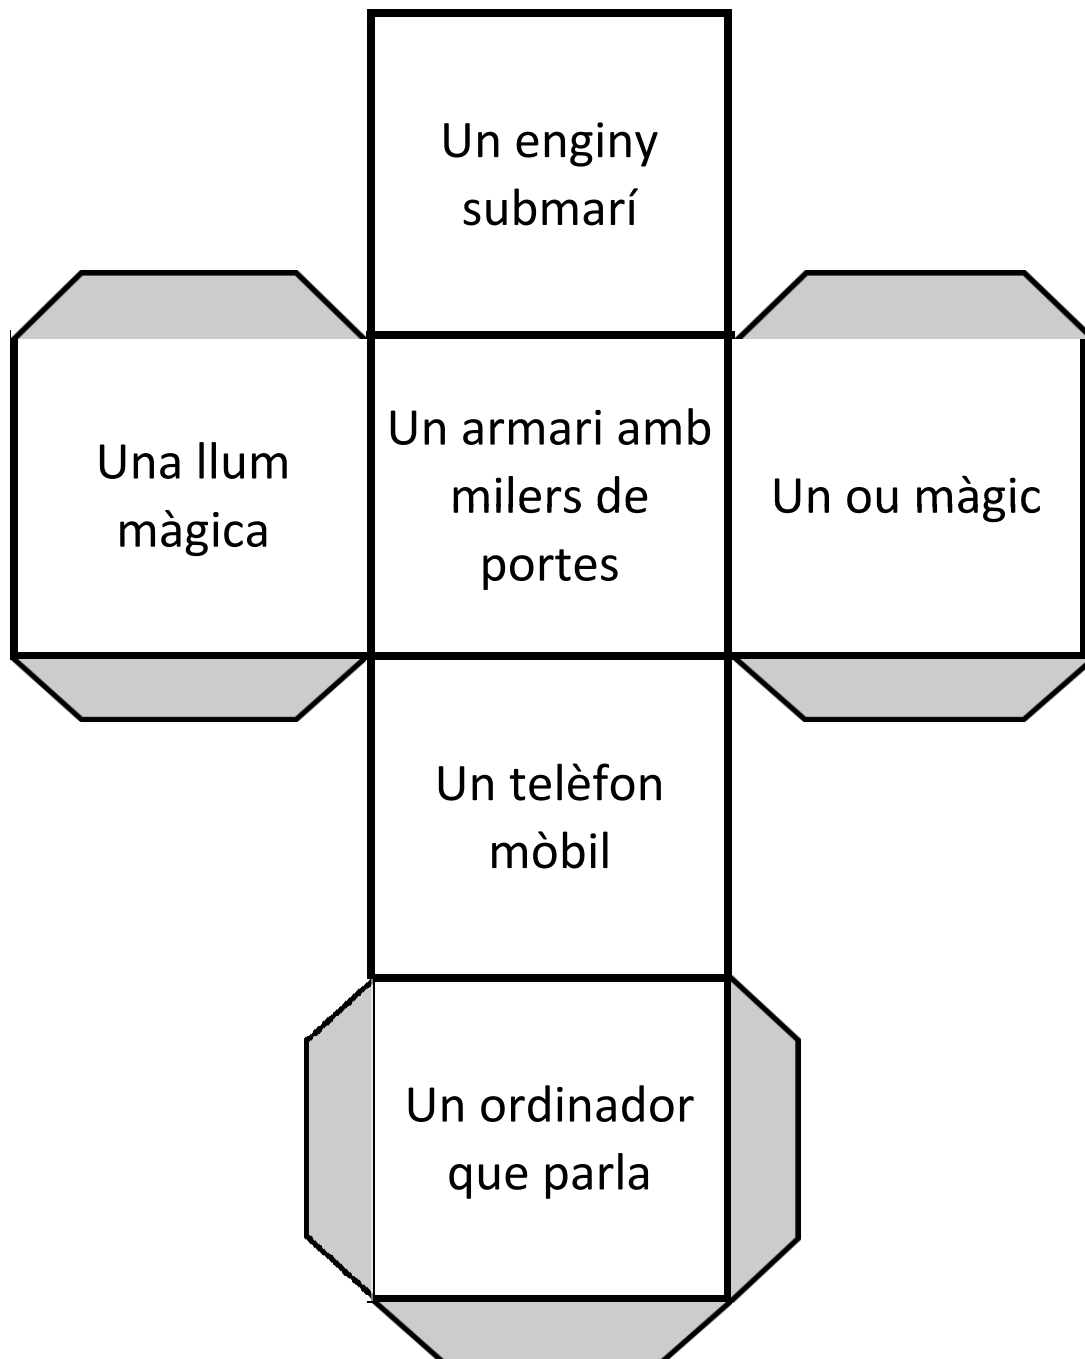 Un enginy
submarí
Una llum
màgica
Un armari amb
milers de
portes
Un ou màgic
Un telèfon
mòbil
Un ordinador
que parla